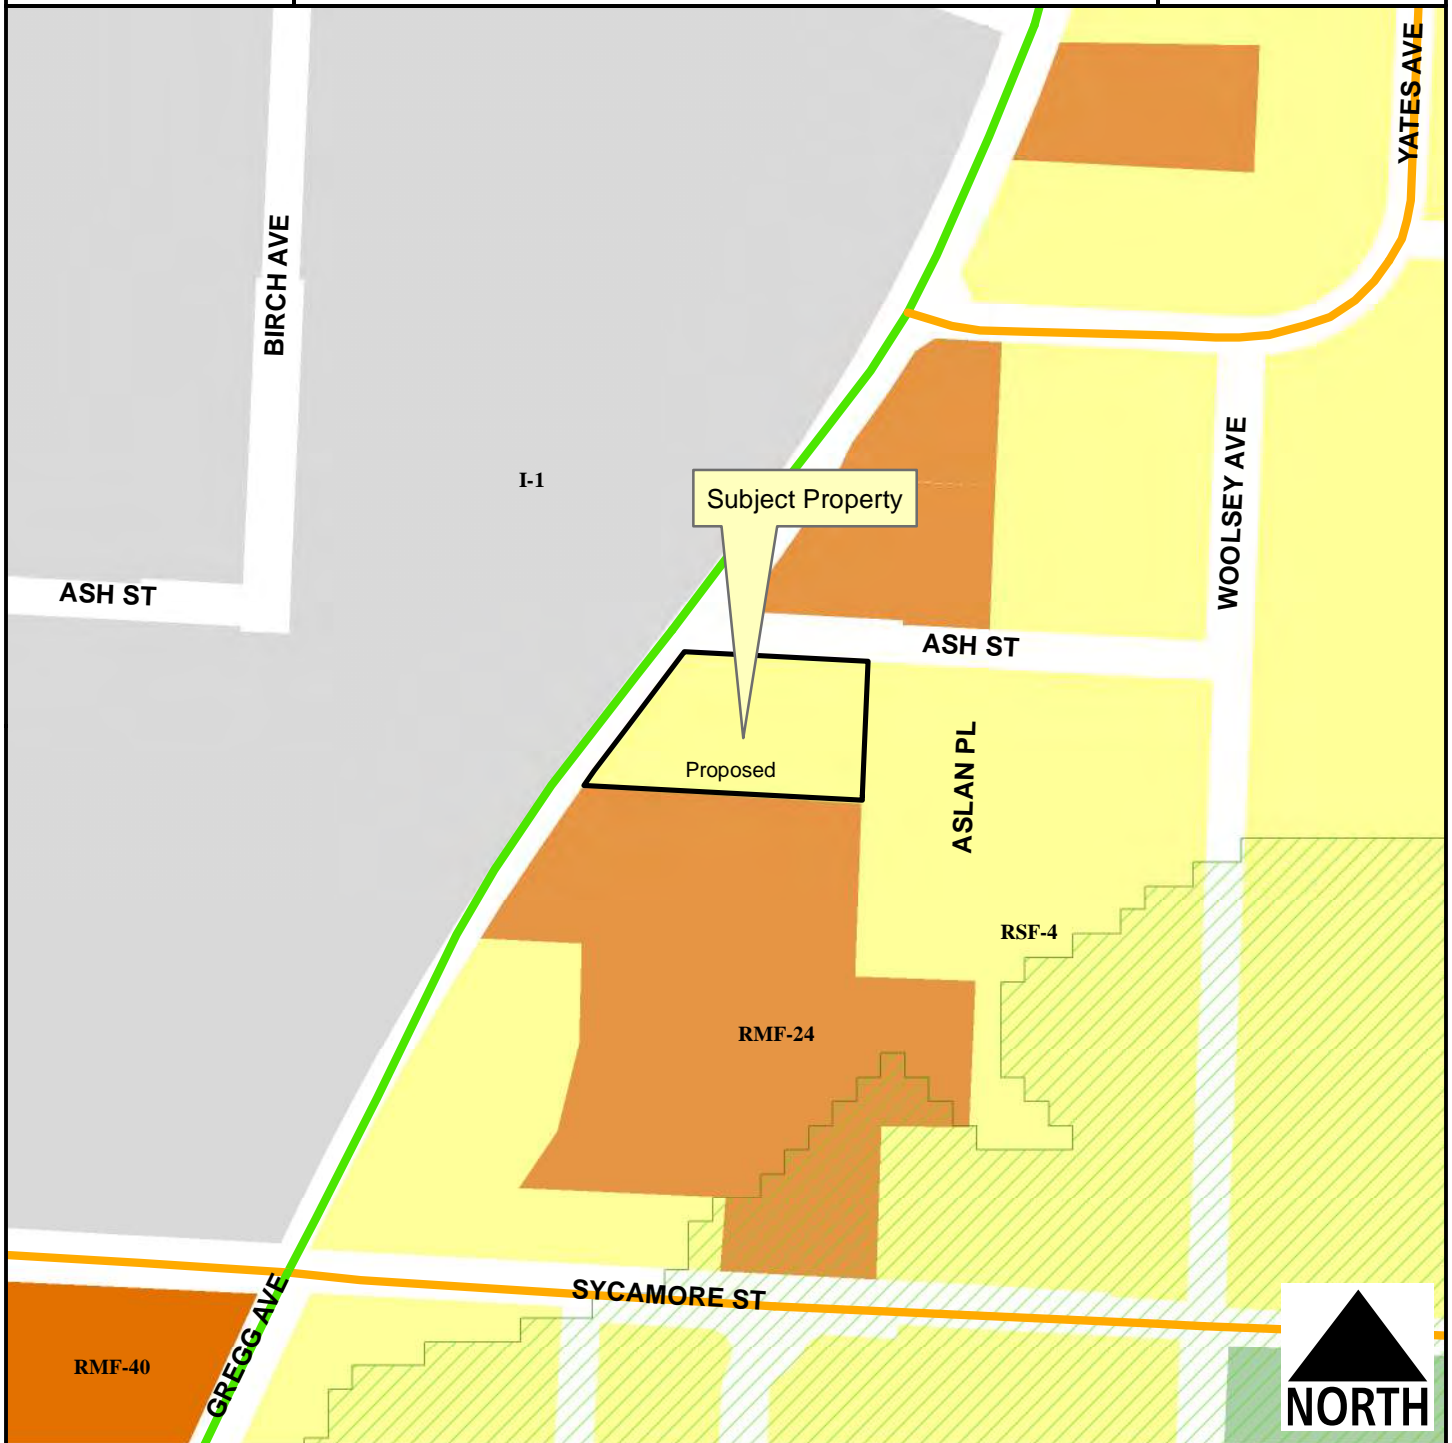 YATES AVE
BIRCH AVE
I-1
Subject Property
WOOLSEY AVE
ASH ST
ASH ST
ASLAN PL
Proposed
RSF-4
RMF-24
SYCAMORE ST
GREGG AVE
RMF-40
NORTH